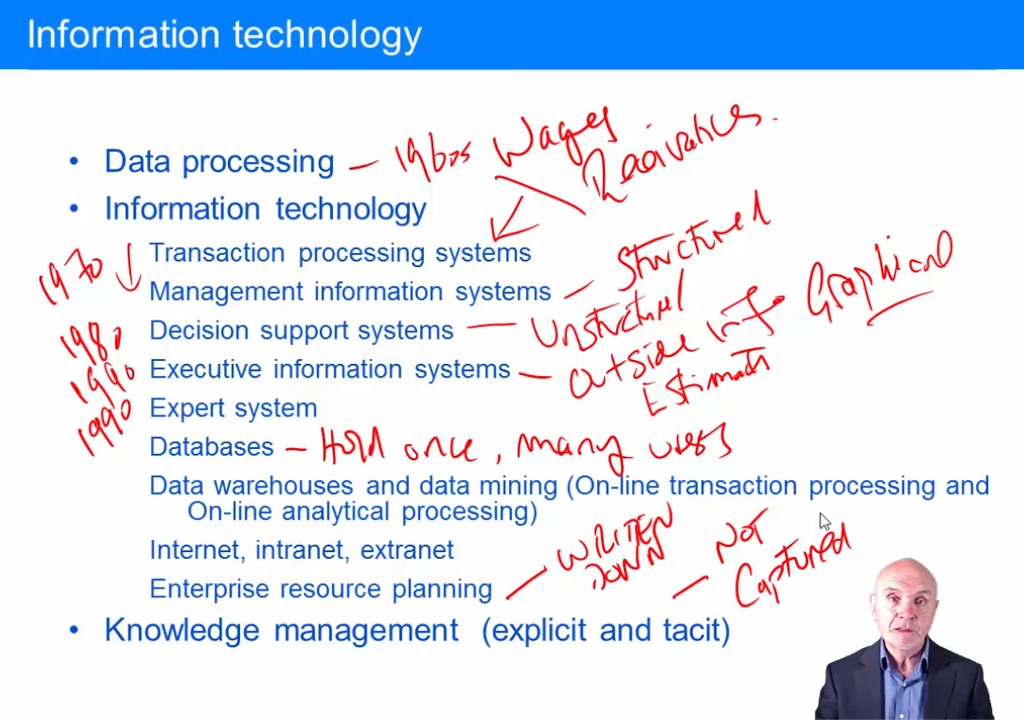 Information technology
• Data processing – 1960s Wages
Receivables.
• Information technology
Transaction processing systems
1970
Management information systems – Structured
1980 Decision support systems – Unstructured
Graphical
1990 Executive information systems – Outside info
Estimates
1990 Expert system
Databases – Hold once, many uses
Data warehouses and data mining (On-line transaction processing and
On-line analytical processing)
Internet, intranet, extranet
Enterprise resource planning
WRITTEN
DOWN
– NOT
Captured
• Knowledge management (explicit and tacit)